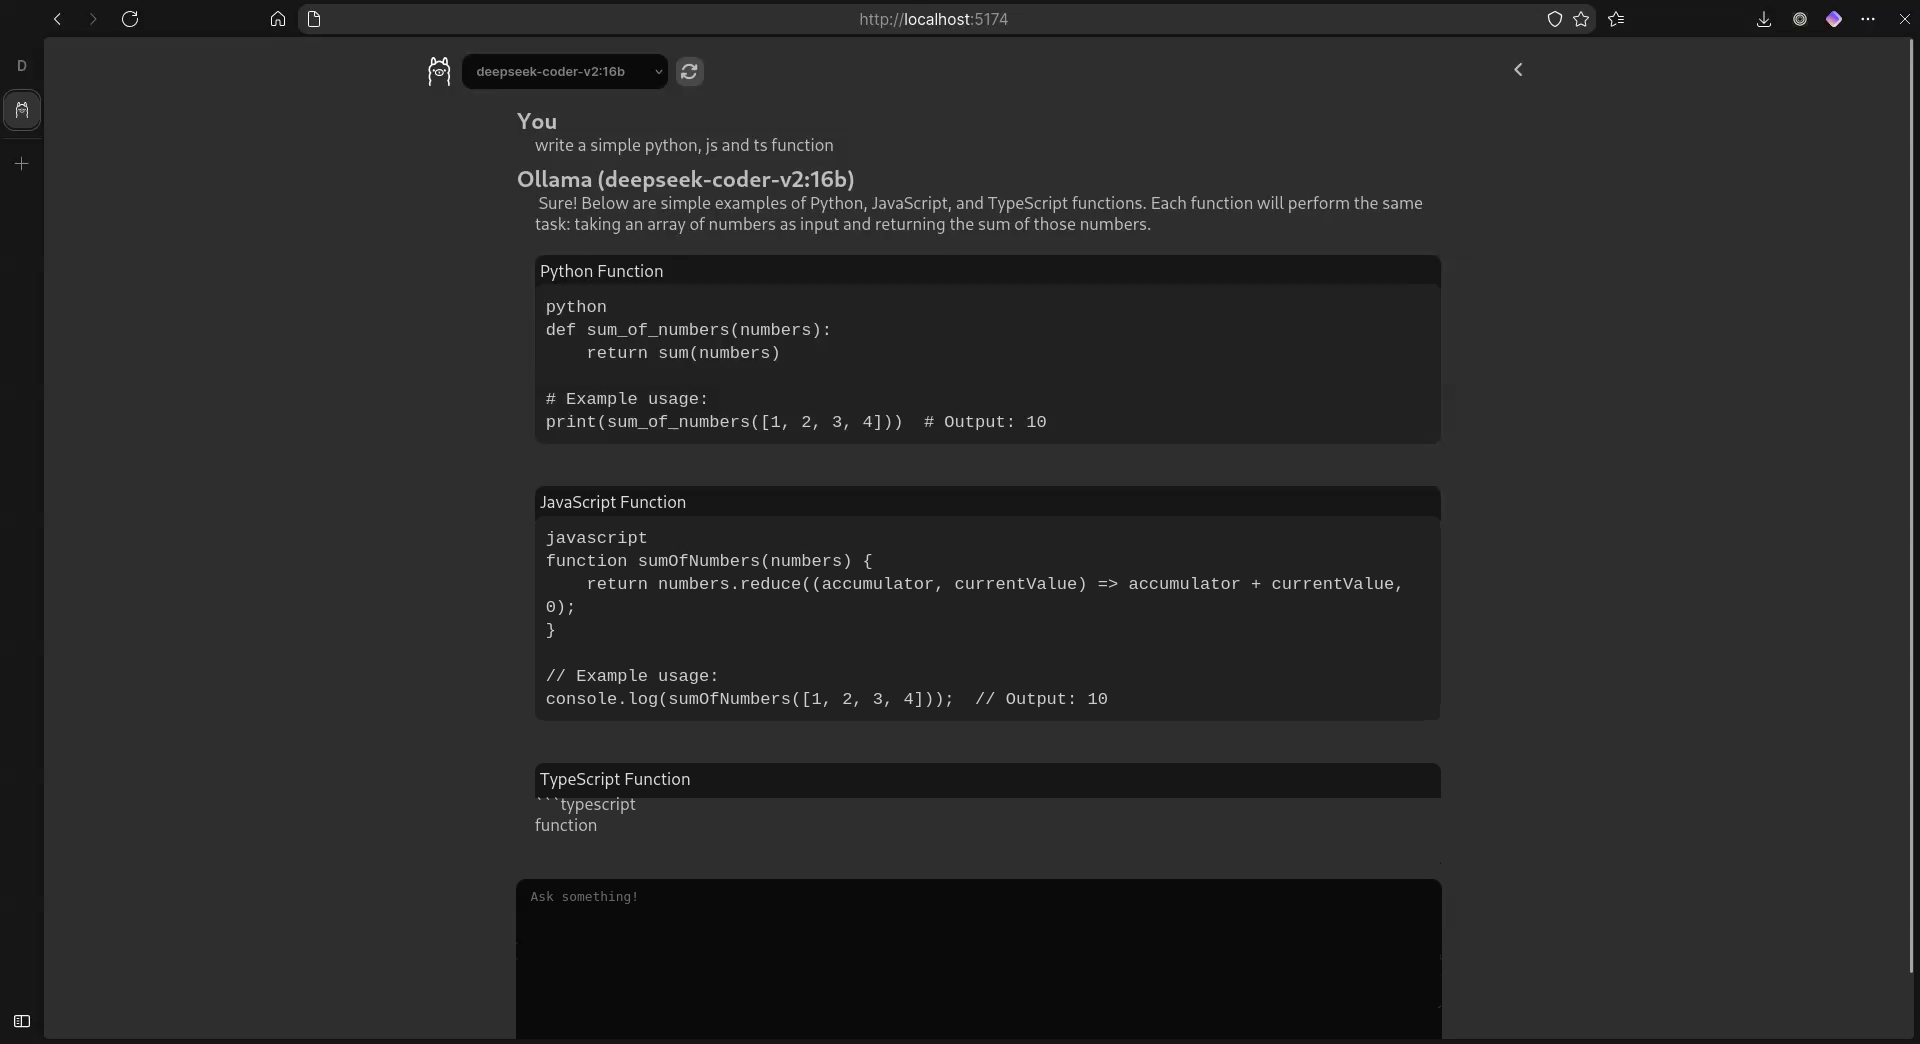 http://localhost:5174
D
deepseek-coder-v2:16b
You
write a simple python, js and ts function
Ollama (deepseek-coder-v2:16b)
Sure! Below are simple examples of Python, JavaScript, and TypeScript functions. Each function will perform the same
task: taking an array of numbers as input and returning the sum of those numbers.
Python Function
python
def sum_of_numbers(numbers):
    return sum(numbers)
# Example usage:
print(sum_of_numbers([1, 2, 3, 4]))  # Output: 10
JavaScript Function
javascript
function sumOfNumbers(numbers) {
    return numbers.reduce((accumulator, currentValue) => accumulator + currentValue,
0);
}
// Example usage:
console.log(sumOfNumbers([1, 2, 3, 4]));  // Output: 10
TypeScript Function
```typescript
function
Ask something!